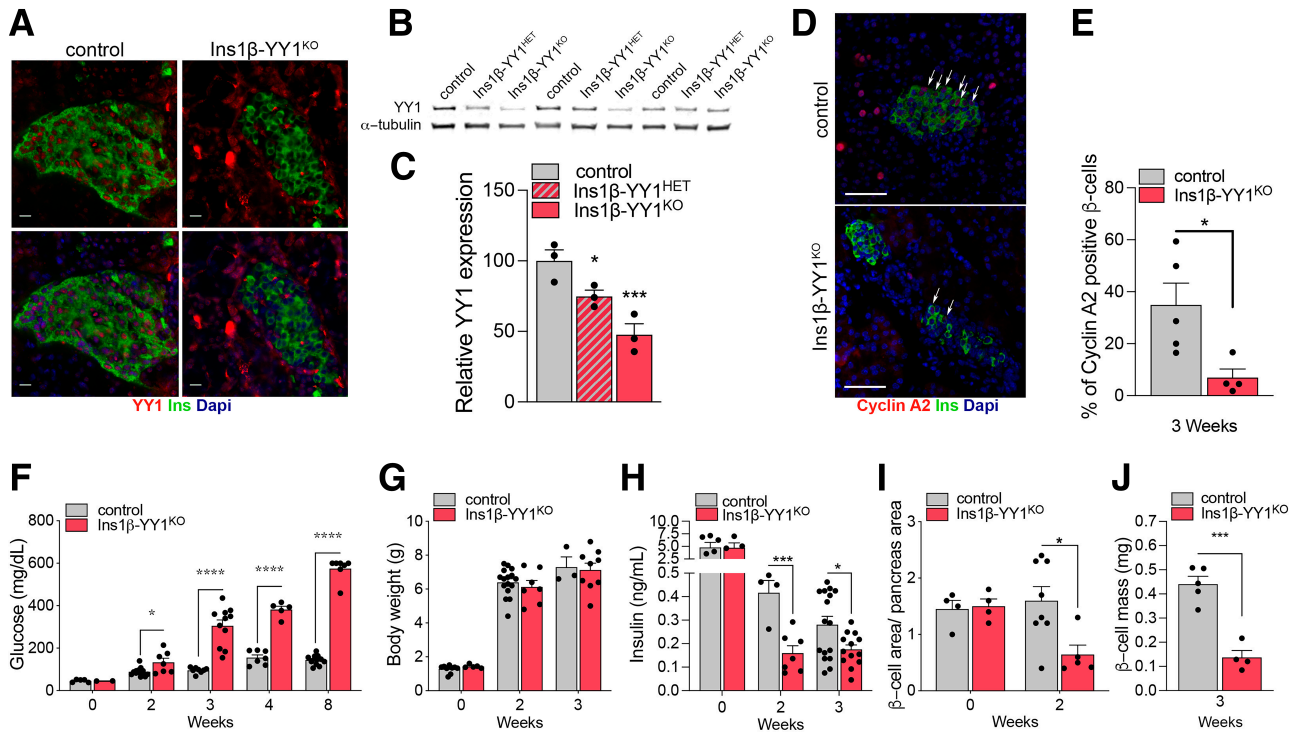 A
control
Ins1β-YY1KO
YY1 Ins Dapi
B
control
Ins1β-YY1HET
Ins1β-YY1KO
control
Ins1β-YY1HET
Ins1β-YY1KO
control
Ins1β-YY1HET
Ins1β-YY1KO
YY1
α−tubulin
C
control
Ins1β-YY1HET
Ins1β-YY1KO
Relative YY1 expression
150
100
50
0
*
***
D
control
Ins1β-YY1KO
Cyclin A2 Ins Dapi
E
control
Ins1β-YY1KO
% of Cyclin A2 positive β-cells
80
60
40
20
0
*
3 Weeks
F
control
Ins1β-YY1KO
Glucose (mg/dL)
800
600
400
200
0
*
****
****
****
0 2 3 4 8
Weeks
G
control
Ins1β-YY1KO
Body weight (g)
10
8
6
4
2
0
0 2 3
Weeks
H
control
Ins1β-YY1KO
Insulin (ng/mL)
10.0
7.5
5.0
2.5
0.5
0.4
0.3
0.2
0.1
0.0
***
*
0 2 3
Weeks
I
control
Ins1β-YY1KO
β−cell area/ pancreas area
3
2
1
0
*
0 2
Weeks
J
control
Ins1β-YY1KO
β−cell mass (mg)
0.7
0.6
0.5
0.4
0.3
0.2
0.1
0.0
***
3
Weeks